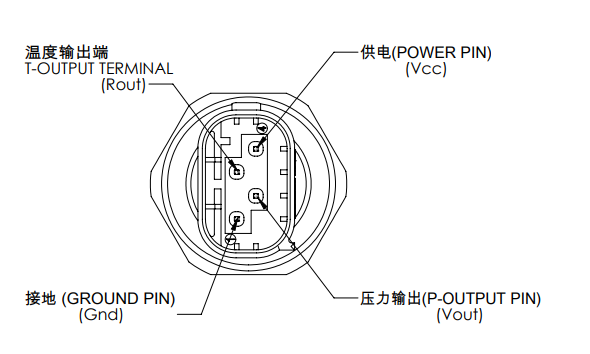 温度输出端
T-OUTPUT TERMINAL
(Rout)
供电(POWER PIN)
(Vcc)
接地 (GROUND PIN)
(Gnd)
压力输出(P-OUTPUT PIN)
(Vout)